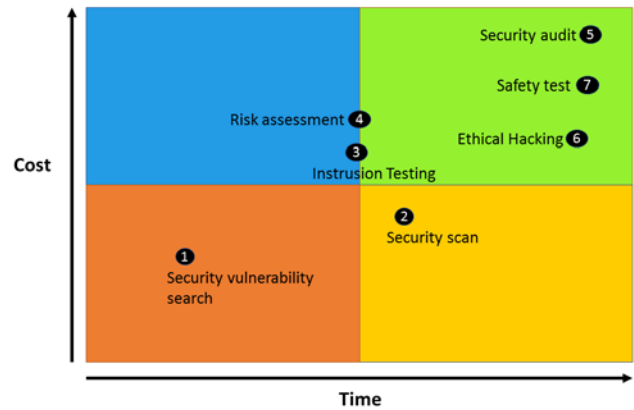 Security audit 5
Safety test 7
Risk assessment 4
Ethical Hacking 6
3
Instrusion Testing
Cost
2
Security scan
1
Security vulnerability
search
Time